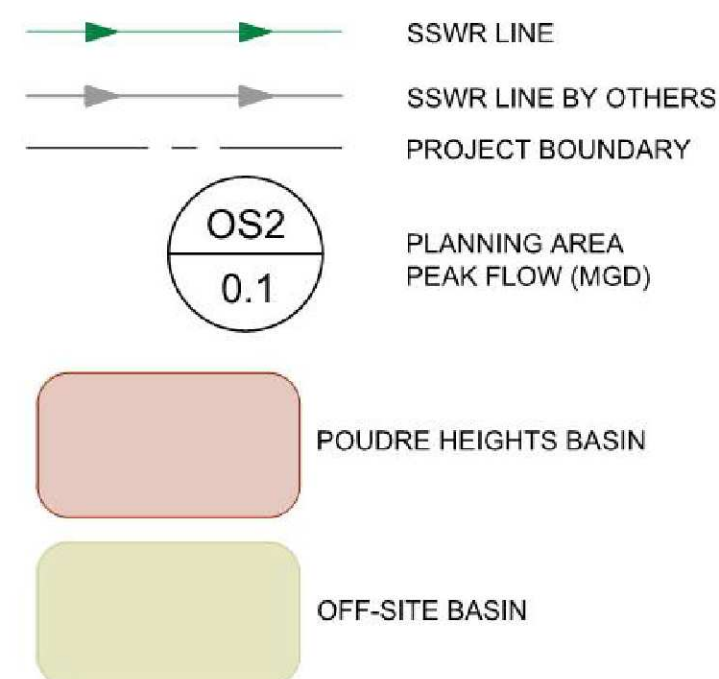 SSWR LINE
SSWR LINE BY OTHERS
PROJECT BOUNDARY
OS2
0.1
PLANNING AREA
PEAK FLOW (MGD)
POUDRE HEIGHTS BASIN
OFF-SITE BASIN